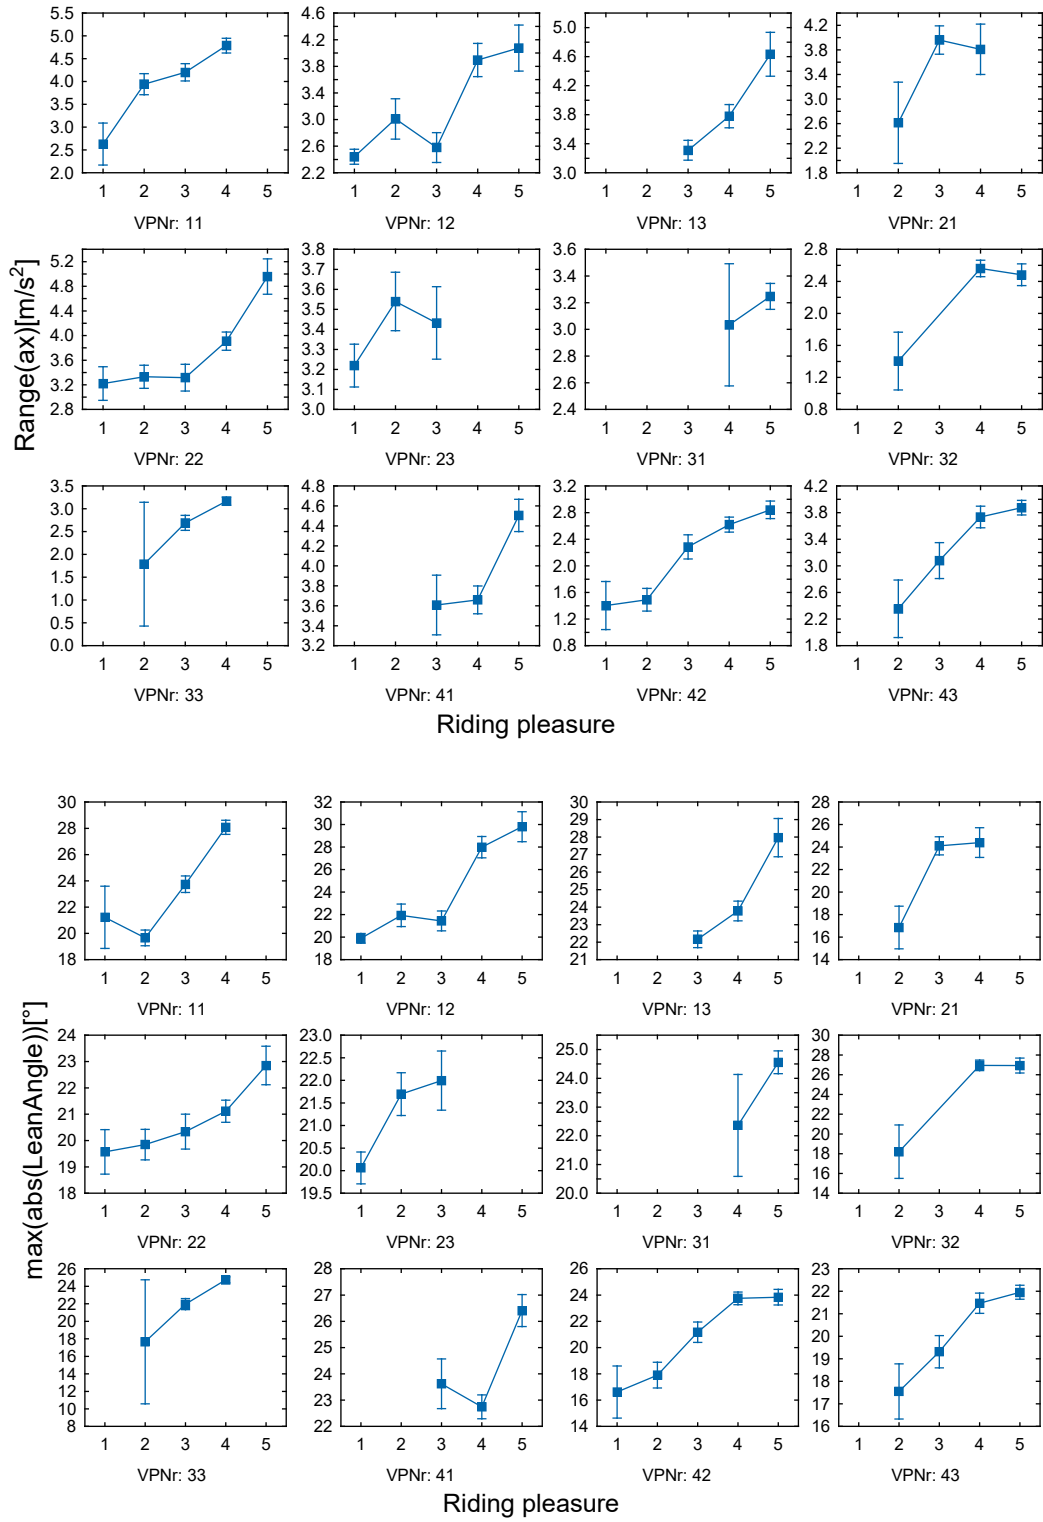 Range(ax)[m/s²]
5.5 5.0 4.5 4.0 3.5 3.0 2.5 2.0
1 2 3 4 5
VPNr: 11
4.6 4.2 3.8 3.4 3.0 2.6 2.2
1 2 3 4 5
VPNr: 12
5.0 4.6 4.2 3.8 3.4 3.0
1 2 3 4 5
VPNr: 13
4.2 3.8 3.4 3.0 2.6 2.2 1.8
1 2 3 4 5
VPNr: 21
5.2 4.8 4.4 4.0 3.6 3.2 2.8
1 2 3 4 5
VPNr: 22
3.8 3.7 3.6 3.5 3.4 3.3 3.2 3.1 3.0
1 2 3 4 5
VPNr: 23
3.6 3.4 3.2 3.0 2.8 2.6 2.4
1 2 3 4 5
VPNr: 31
2.8 2.4 2.0 1.6 1.2 0.8
1 2 3 4 5
VPNr: 32
3.5 3.0 2.5 2.0 1.5 1.0 0.5 0.0
1 2 3 4 5
VPNr: 33
4.8 4.6 4.4 4.2 4.0 3.8 3.6 3.4 3.2
1 2 3 4 5
VPNr: 41
3.2 2.8 2.4 2.0 1.6 1.2 0.8
1 2 3 4 5
VPNr: 42
4.2 3.8 3.4 3.0 2.6 2.2 1.8
1 2 3 4 5
VPNr: 43
Riding pleasure
max(abs(LeanAngle))[°]
30 28 26 24 22 21 20 18
1 2 3 4 5
VPNr: 11
32 30 28 26 24 22 20 18
1 2 3 4 5
VPNr: 12
30 29 28 27 26 25 24 23 22 21
1 2 3 4 5
VPNr: 13
28 26 24 22 20 18 16 14
1 2 3 4 5
VPNr: 21
24 23 22 21 20 19 18
1 2 3 4 5
VPNr: 22
23.0 22.5 22.0 21.5 21.0 20.5 20.0 19.5
1 2 3 4 5
VPNr: 23
25.0 24.0 23.0 22.0 21.0 20.0
1 2 3 4 5
VPNr: 31
30 28 26 24 22 20 18 16 14
1 2 3 4 5
VPNr: 32
26 24 22 20 18 16 14 12 10 8
1 2 3 4 5
VPNr: 33
28 27 26 25 24 23 22
1 2 3 4 5
VPNr: 41
26 24 22 20 18 16 14
1 2 3 4 5
VPNr: 42
23 22 21 20 19 18 17 16
1 2 3 4 5
VPNr: 43
Riding pleasure